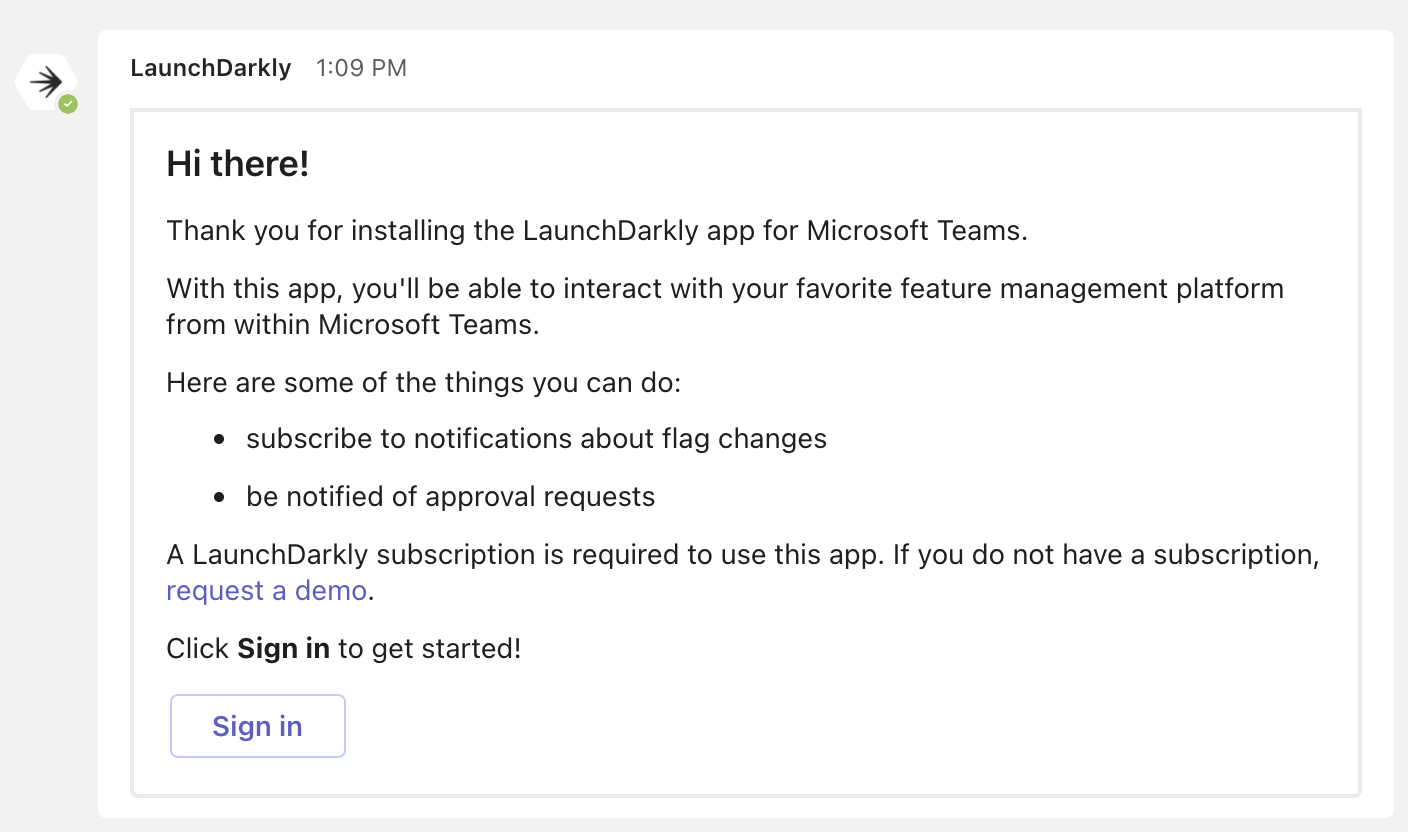 LaunchDarkly 1:09 PM
Hi there!
Thank you for installing the LaunchDarkly app for Microsoft Teams.
With this app, you'll be able to interact with your favorite feature management platform
from within Microsoft Teams.
Here are some of the things you can do:
• subscribe to notifications about flag changes
• be notified of approval requests
A LaunchDarkly subscription is required to use this app. If you do not have a subscription,
request a demo.
Click Sign in to get started!
Sign in